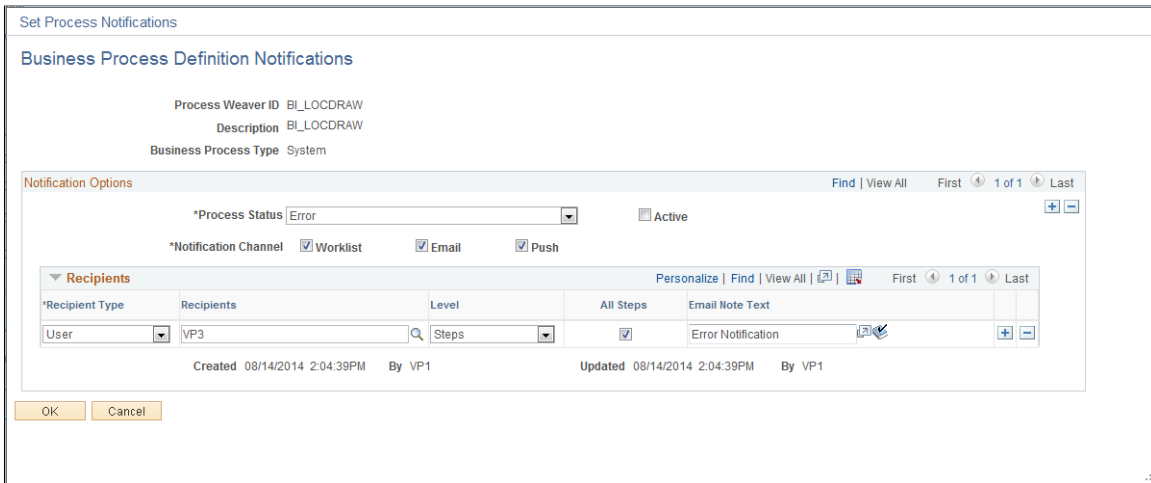 Set Process Notifications
Business Process Definition Notifications
Process Weaver ID BI_LOCDRAW
Description BI_LOCDRAW
Business Process Type System
Notification Options Find | View All First 1 of 1 Last
*Process Status Error Active
*Notification Channel Worklist Email Push
Recipients Personalize | Find | View All | | First 1 of 1 Last
*Recipient Type Recipients Level All Steps Email Note Text
User VP3 Steps Error Notification
Created 08/14/2014 2:04:39PM By VP1 Updated 08/14/2014 2:04:39PM By VP1
OK Cancel